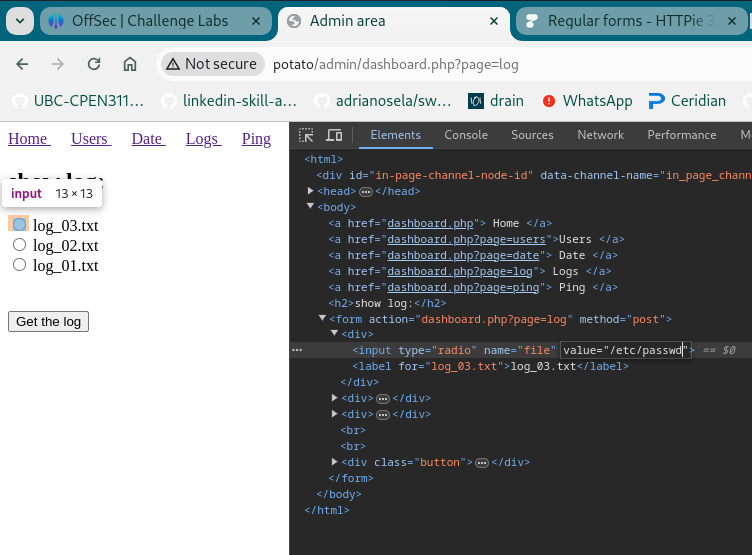 OffSec | Challenge Labs
Admin area
Regular forms - HTTPie 3
Not secure
potato/admin/dashboard.php?page=log
UBC-CPEN311...
linkedin-skill-a...
adrianosela/sw...
drain
WhatsApp
Ceridian
Home
Users
Date
Logs
Ping
input 13 × 13
log_03.txt
log_02.txt
log_01.txt
Get the log
Elements
Console
Sources
Network
Performance
<html>
<div id="in-page-channel-node-id" data-channel-name="in_page_chann
<head> ••• </head>
<body>
<a href="dashboard.php"> Home </a>
<a href="dashboard.php?page=users">Users </a>
<a href="dashboard.php?page=date"> Date </a>
<a href="dashboard.php?page=log"> Logs </a>
<a href="dashboard.php?page=ping"> Ping </a>
<h2>show log:</h2>
<form action="dashboard.php?page=log" method="post">
<div>
••• <input type="radio" name="file" value="/etc/passwd"> == $0
<label for="log_03.txt">log_03.txt</label>
</div>
<div> ••• </div>
<div> ••• </div>
<br>
<br>
<div class="button"> ••• </div>
</form>
</body>
</html>